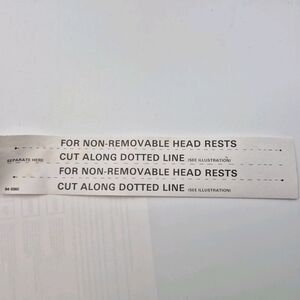 FOR NON-REMOVABLE HEAD RESTS
SEPARATE HERE
CUT ALONG DOTTED LINE (SEE ILLUSTRATION)
FOR NON-REMOVABLE HEAD RESTS
CUT ALONG DOTTED LINE (SEE ILLUSTRATION)